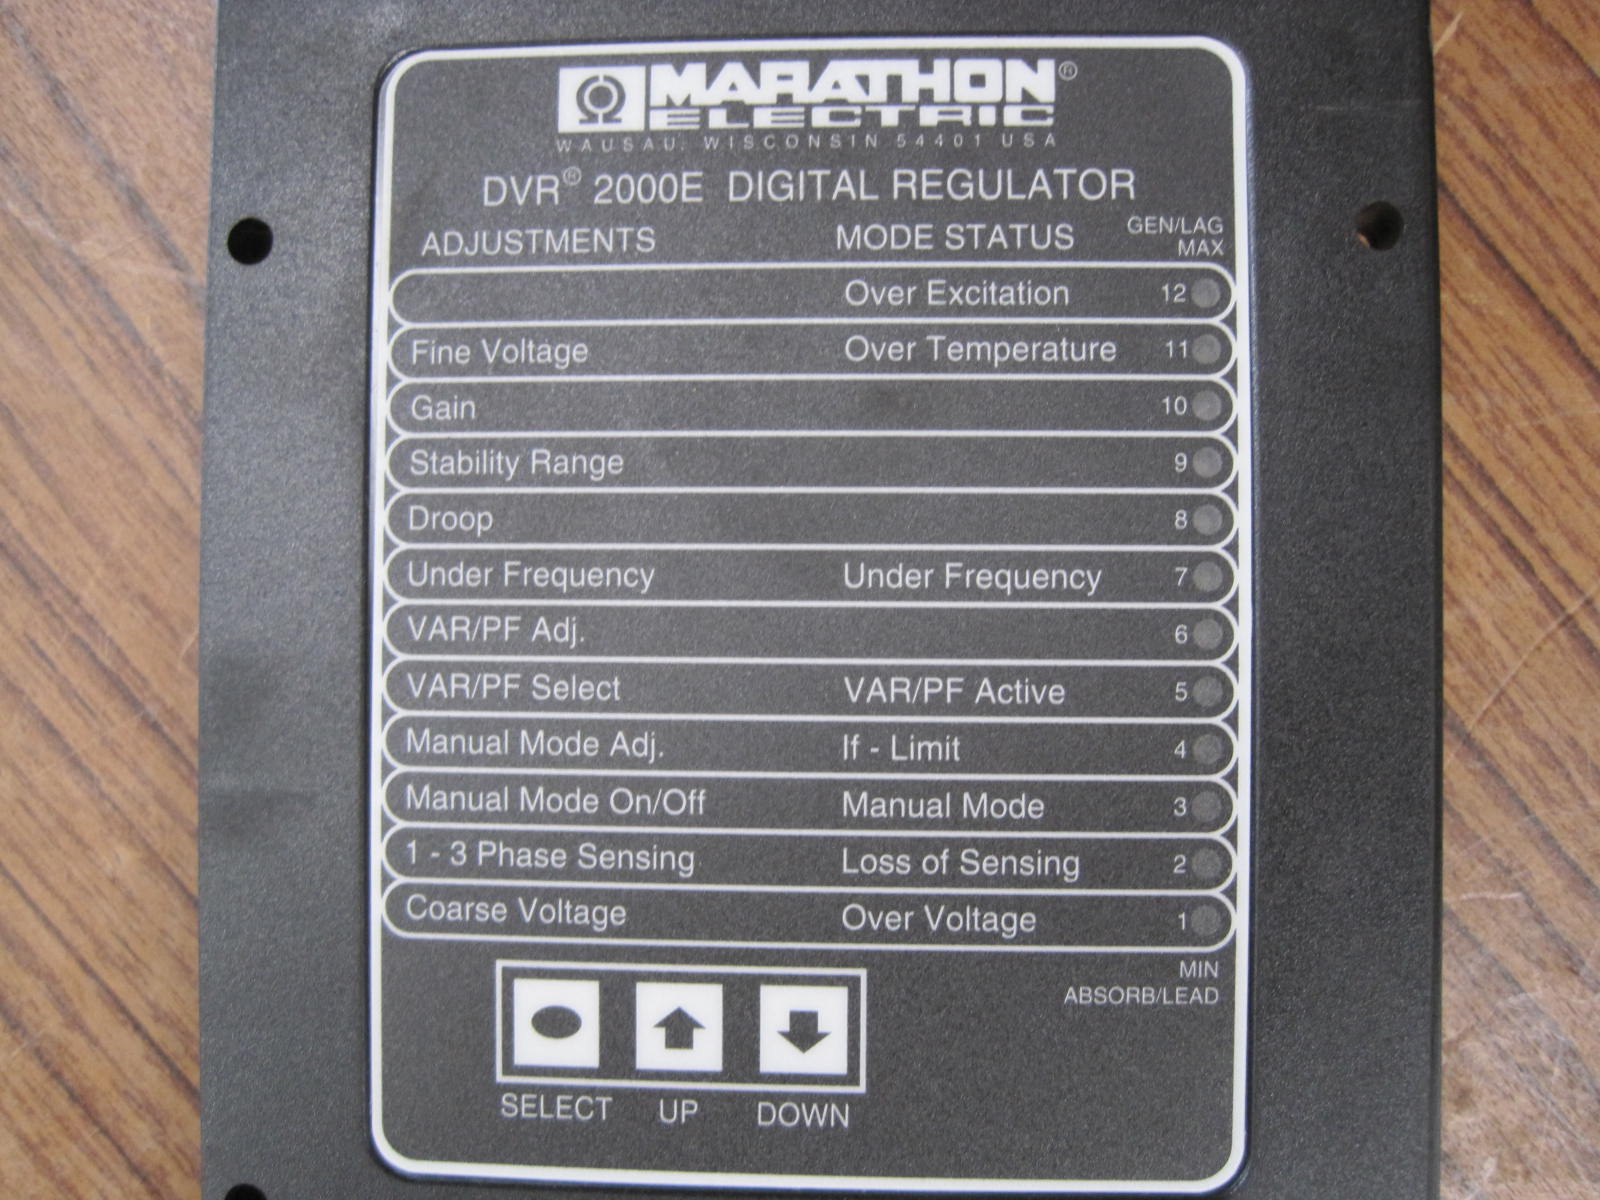 MARATHON®
ELECTRIC
WAUSAU, WISCONSIN 54401 USA
DVR® 2000E DIGITAL REGULATOR
ADJUSTMENTS MODE STATUS GEN/LAG MAX
Over Excitation 12
Fine Voltage Over Temperature 11
Gain 10
Stability Range 9
Droop 8
Under Frequency Under Frequency 7
VAR/PF Adj. 6
VAR/PF Select VAR/PF Active 5
Manual Mode Adj. If - Limit 4
Manual Mode On/Off Manual Mode 3
1 - 3 Phase Sensing Loss of Sensing 2
Coarse Voltage Over Voltage 1
MIN
ABSORB/LEAD
SELECT UP DOWN